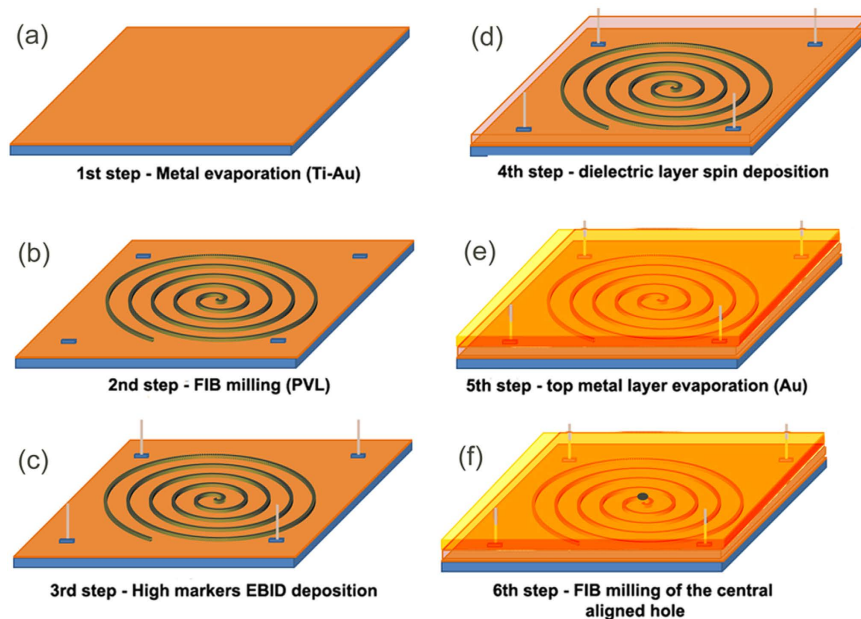 (a)
1st step - Metal evaporation (Ti-Au)
(b)
2nd step - FIB milling (PVL)
(c)
3rd step - High markers EBID deposition
(d)
4th step - dielectric layer spin deposition
(e)
5th step - top metal layer evaporation (Au)
(f)
6th step - FIB milling of the central
aligned hole